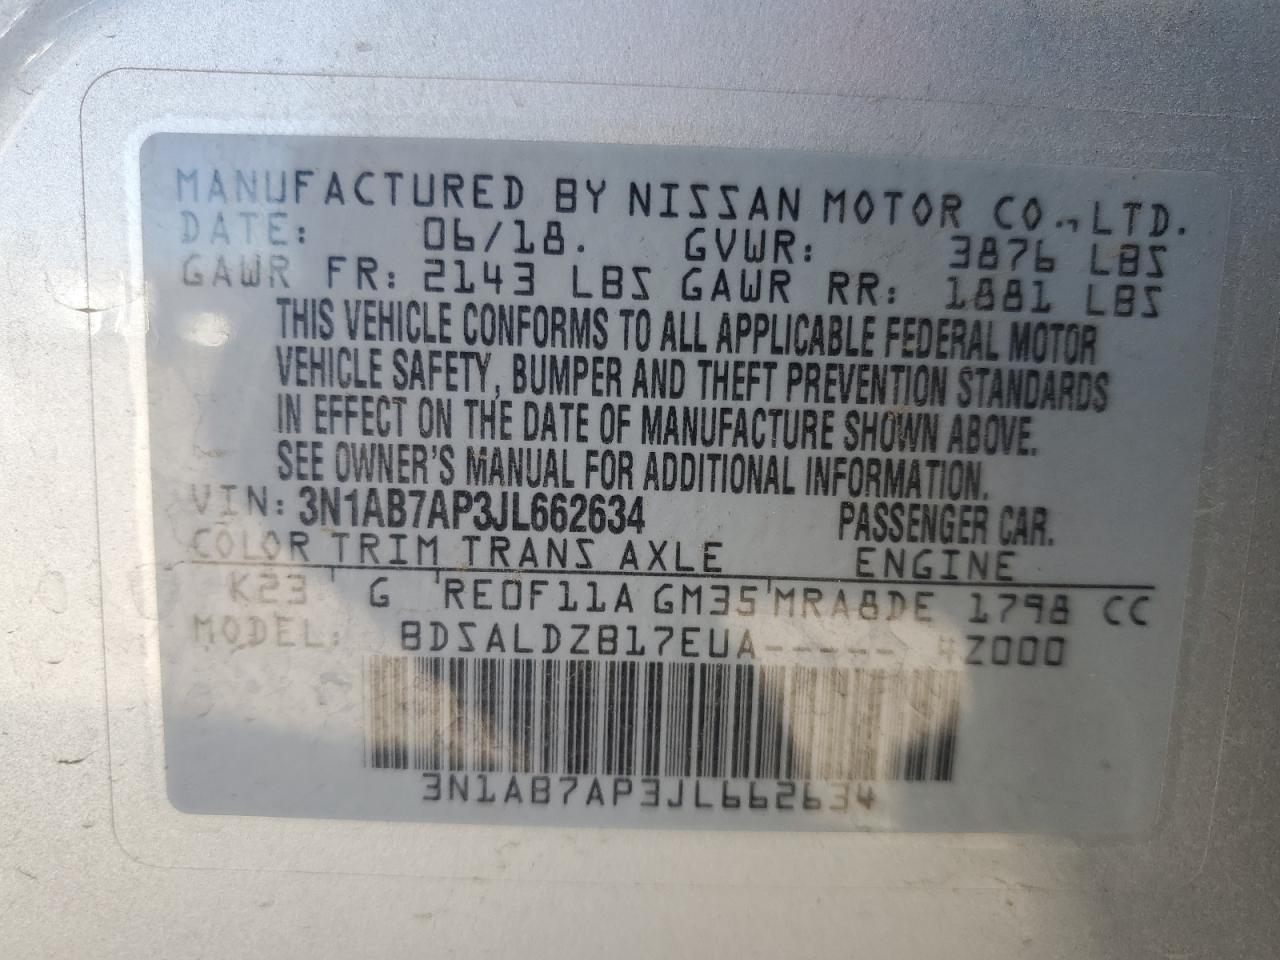 MANUFACTURED BY NISSAN MOTOR CO., LTD.
DATE: 06/18. GVWR: 3876 LBS
GAWR FR: 2143 LBS GAWR RR: 1881 LBS
THIS VEHICLE CONFORMS TO ALL APPLICABLE FEDERAL MOTOR
VEHICLE SAFETY, BUMPER AND THEFT PREVENTION STANDARDS
IN EFFECT ON THE DATE OF MANUFACTURE SHOWN ABOVE.
SEE OWNER'S MANUAL FOR ADDITIONAL INFORMATION.
VIN: 3N1AB7AP3JL662634 PASSENGER CAR.
COLOR TRIM TRANS AXLE ENGINE
K23 G RE0F11A GM35 MRA8DE 1798 CC
MODEL: BDSALDZB17EUA----- 4Z000
3N1AB7AP3JL662634